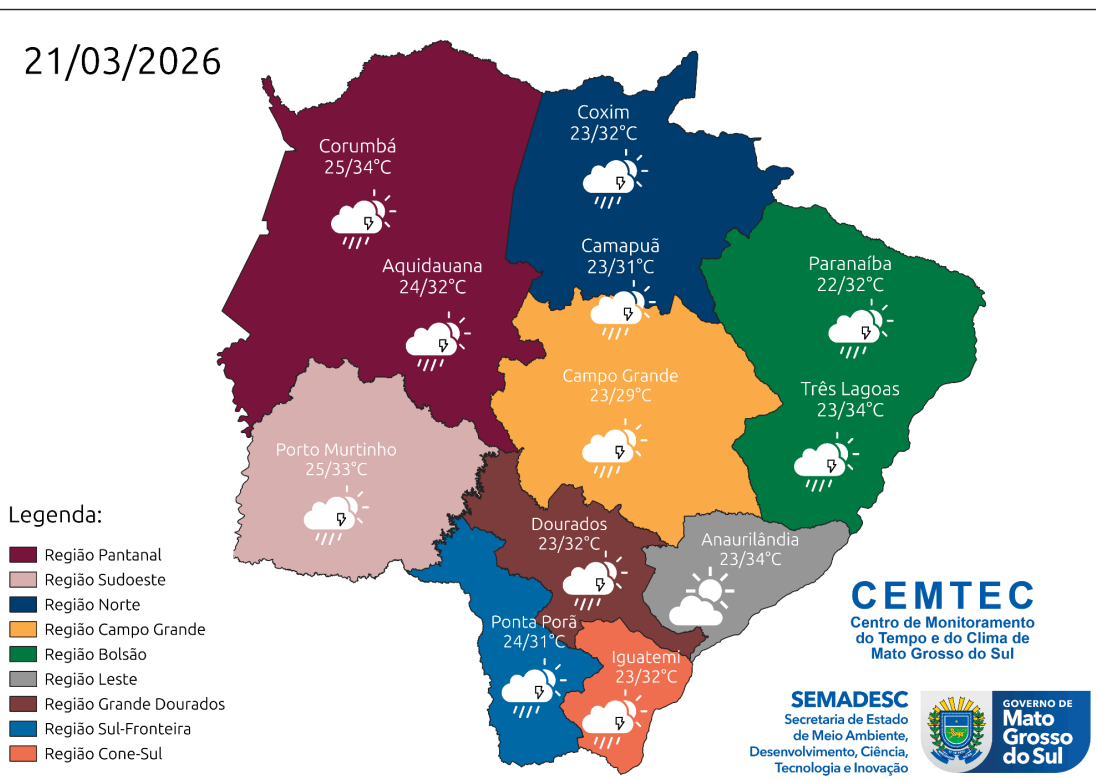 21/03/2026
Coxim
23/32°C
Corumbá
25/34°C
Camapuã
23/31°C
Aquidauana
24/32°C
Paranaíba
22/32°C
Campo Grande
23/29°C
Três Lagoas
23/34°C
Porto Murtinho
25/33°C
Dourados
23/32°C
Anaurilândia
23/34°C
Ponta Porã
24/31°C
Iguatemi
23/32°C
Legenda:
Região Pantanal
Região Sudoeste
Região Norte
Região Campo Grande
Região Bolsão
Região Leste
Região Grande Dourados
Região Sul-Fronteira
Região Cone-Sul
CEMTEC
Centro de Monitoramento
do Tempo e do Clima de
Mato Grosso do Sul
SEMADESC
Secretaria de Estado
de Meio Ambiente,
Desenvolvimento, Ciência,
Tecnologia e Inovação
GOVERNO DE
Mato
Grosso
do Sul